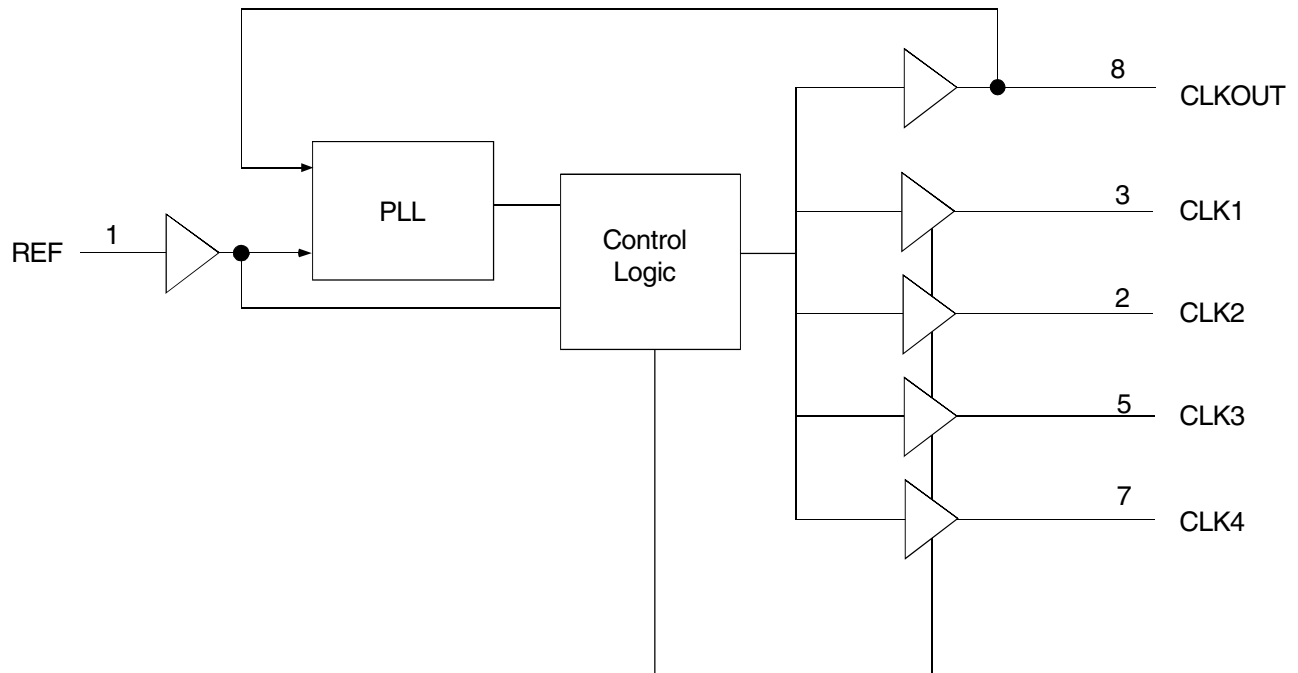 8 CLKOUT
PLL
3 CLK1
REF 1
Control
Logic
2 CLK2
5 CLK3
7 CLK4